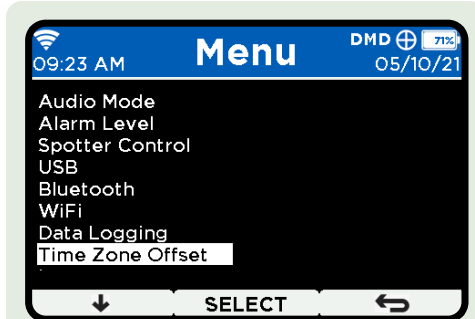 Menu
DMD 71%
09:23 AM
05/10/21
Audio Mode
Alarm Level
Spotter Control
USB
Bluetooth
WiFi
Data Logging
Time Zone Offset
SELECT